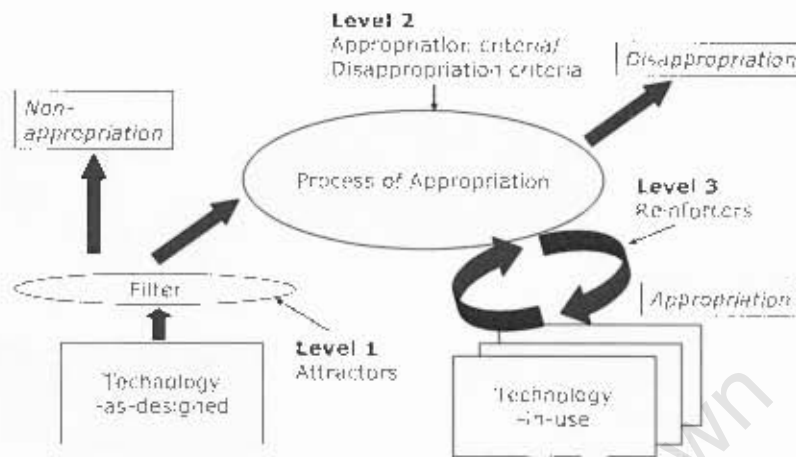 Level 2
Appropriation criteria/
Disappropriation criteria
Disappropriation
Non-
appropriation
Process of Appropriation
Level 3
Reinforcers
Filter
Appropriation
Level 1
Attractors
Technology
-as-designed
Technology
-in-use